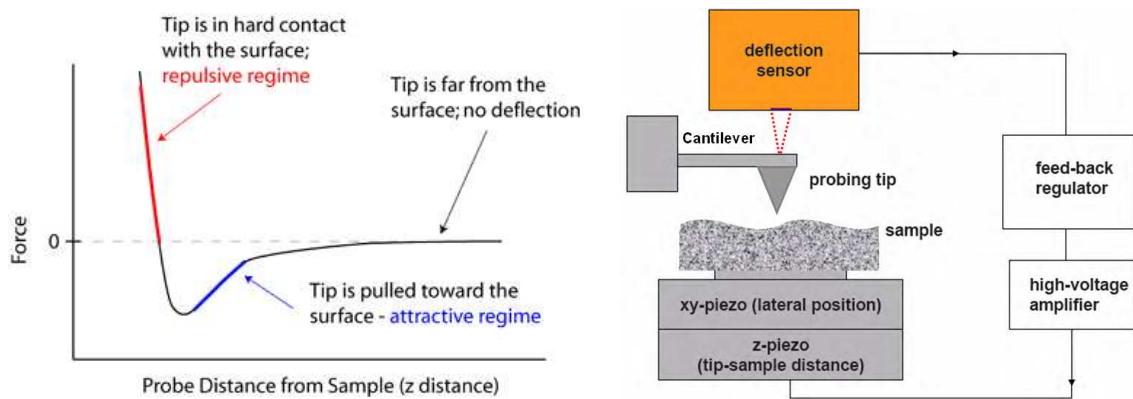 Tip is in hard contact
with the surface;
repulsive regime
Tip is far from the
surface; no deflection
0
Force
Tip is pulled toward the
surface - attractive regime
Probe Distance from Sample (z distance)
deflection
sensor
Cantilever
probing tip
sample
feed-back
regulator
high-voltage
amplifier
xy-piezo (lateral position)
z-piezo
(tip-sample distance)